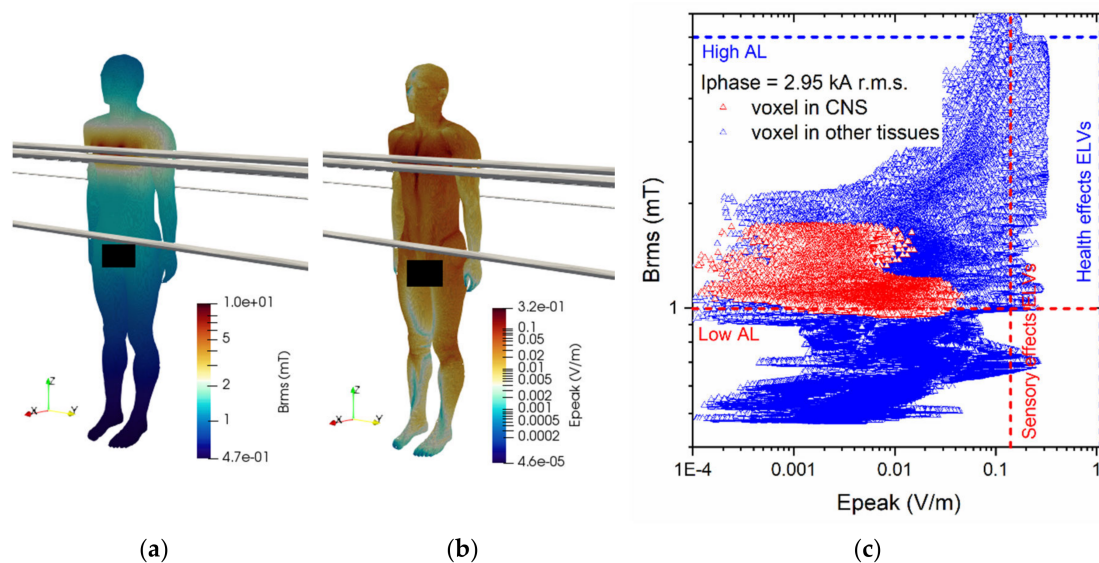 1.0e+01
5
2
1
4.7e-01
Brms (mT)
Z
X
Y
(a)
3.2e-01
0.1
0.05
0.02
0.01
0.005
0.002
0.001
0.0005
0.0002
4.6e-05
Epeak (V/m)
Z
X
Y
(b)
High AL
Iphase = 2.95 kA r.m.s.
voxel in CNS
voxel in other tissues
Low AL
Sensory effects ELVs
Health effects ELVs
Brms (mT)
1
1E-4
0.001
0.01
0.1
1
Epeak (V/m)
(c)